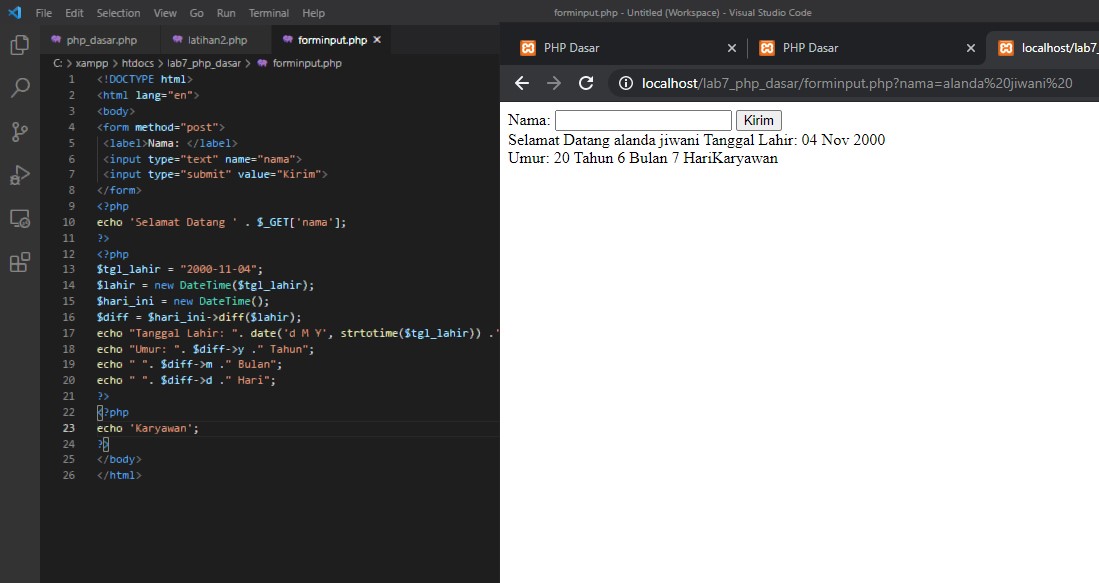 File Edit Selection View Go Run Terminal Help
forminput.php - Untitled (Workspace) - Visual Studio Code
php_dasar.php latihan2.php forminput.php ×
C: > xampp > htdocs > lab7_php_dasar > forminput.php
1 <!DOCTYPE html>
2 <html lang="en">
3 <body>
4 <form method="post">
5 <label>Nama: </label>
6 <input type="text" name="nama">
7 <input type="submit" value="Kirim">
8 </form>
9 <?php
10 echo 'Selamat Datang ' . $_GET['nama'];
11 ?>
12 <?php
13 $tgl_lahir = "2000-11-04";
14 $lahir = new DateTime($tgl_lahir);
15 $hari_ini = new DateTime();
16 $diff = $hari_ini->diff($lahir);
17 echo "Tanggal Lahir: ". date('d M Y', strtotime($tgl_lahir)) .'
18 echo "Umur: ". $diff->y ." Tahun";
19 echo " ". $diff->m ." Bulan";
20 echo " ". $diff->d ." Hari";
21 ?>
22 <?php
23 echo 'Karyawan';
24 ?>
25 </body>
26 </html>
PHP Dasar × PHP Dasar × localhost/lab7_
localhost/lab7_php_dasar/forminput.php?nama=alanda%20jiwani%20
Nama: Kirim
Selamat Datang alanda jiwani Tanggal Lahir: 04 Nov 2000
Umur: 20 Tahun 6 Bulan 7 HariKaryawan